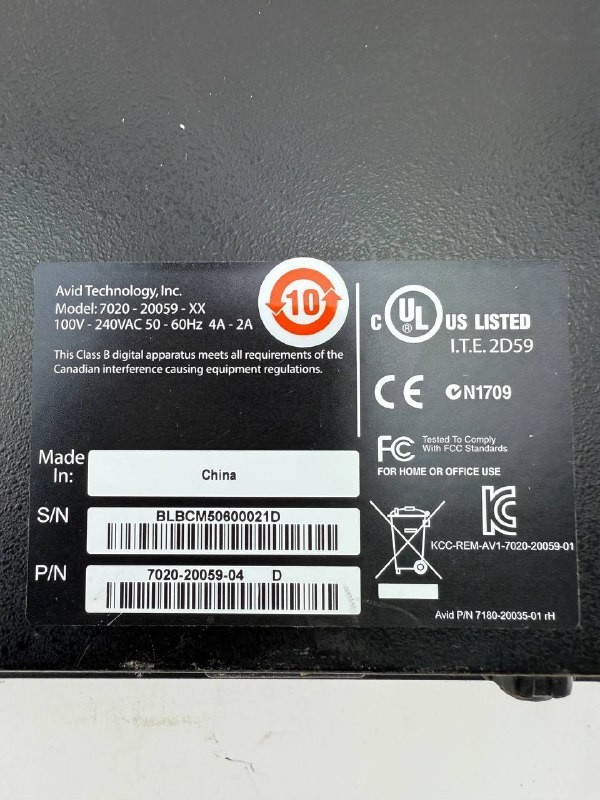 Avid Technology, Inc.
Model: 7020 - 20059 - XX
100V - 240VAC 50 - 60Hz 4A - 2A
This Class B digital apparatus meets all requirements of the
Canadian interference causing equipment regulations.
10
C UL ® US LISTED
I.T.E. 2D59
CE N1709
FC Tested To Comply
With FCC Standards
FOR HOME OR OFFICE USE
Made
In: China
S/N BLBCM50600021D
P/N 7020-20059-04 D
KCC-REM-AV1-7020-20059-01
Avid P/N 7180-20035-01 rH